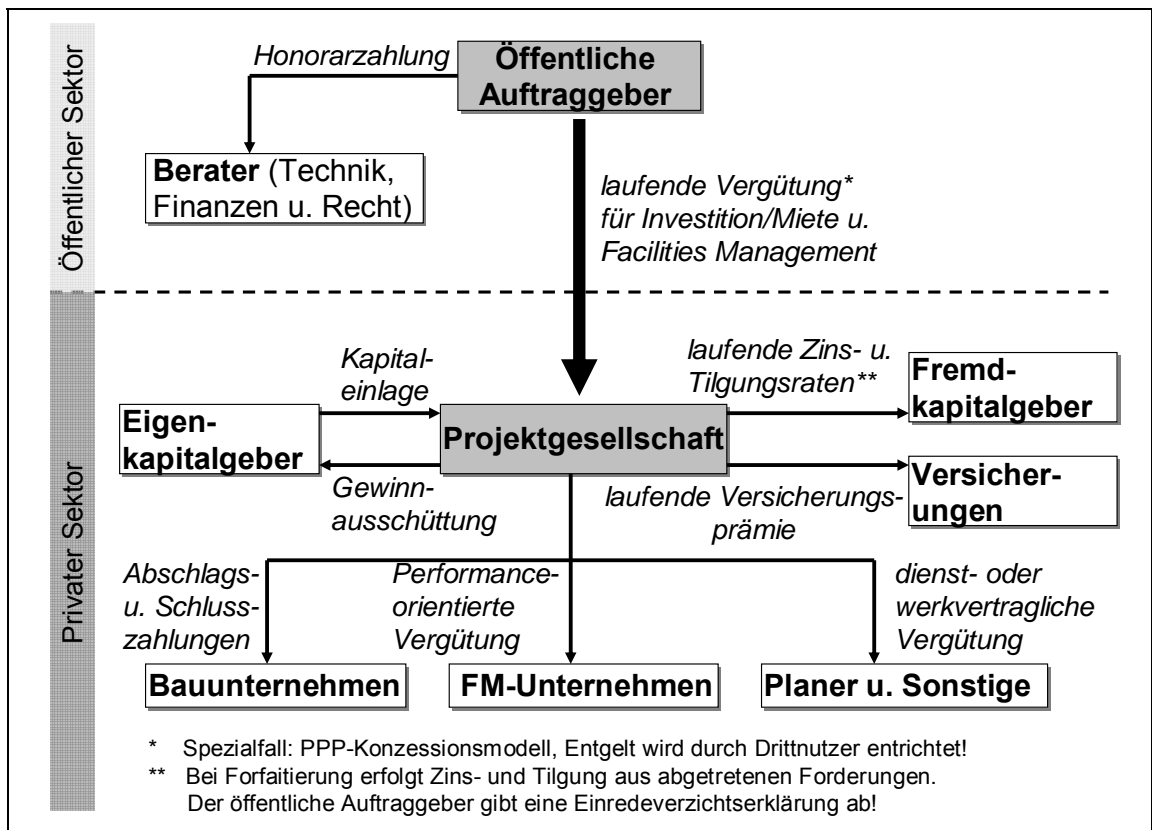 Öffentlicher Sektor
Honorarzahlung
Öffentliche
Auftraggeber
Berater (Technik,
Finanzen u. Recht)
laufende Vergütung*
für Investition/Miete u.
Facilities Management
Privater Sektor
Kapital-
einlage
laufende Zins- u.
Tilgungsraten**
Fremd-
kapitalgeber
Eigen-
kapitalgeber
Projektgesellschaft
Gewinn-
ausschüttung
laufende Versicherungs-
prämie
Versicher-
ungen
Abschlags-
u. Schluss-
zahlungen
Performance-
orientierte
Vergütung
dienst- oder
werkvertragliche
Vergütung
Bauunternehmen
FM-Unternehmen
Planer u. Sonstige
* Spezialfall: PPP-Konzessionsmodell, Entgelt wird durch Drittnutzer entrichtet!
** Bei Forfaitierung erfolgt Zins- und Tilgung aus abgetretenen Forderungen.
Der öffentliche Auftraggeber gibt eine Einredeverzichtserklärung ab!